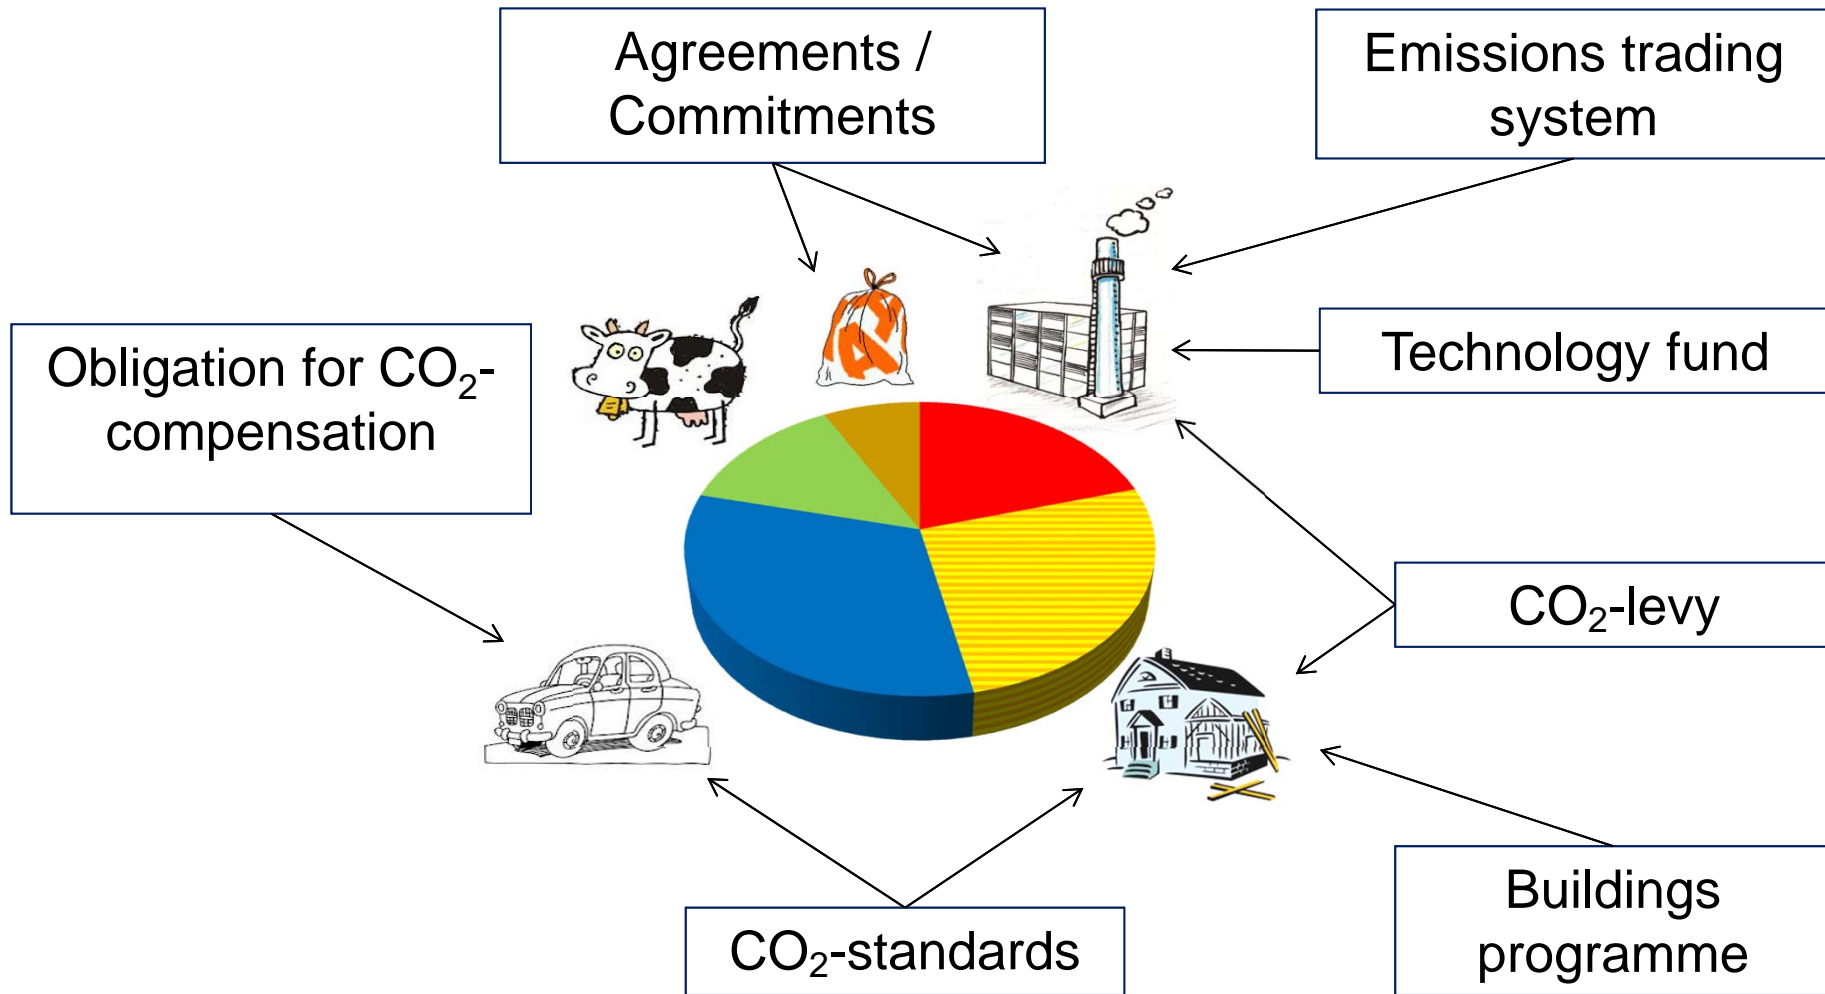 Agreements /
Commitments
Emissions trading
system
Obligation for CO₂-
compensation
Technology fund
CO₂-levy
Buildings
programme
CO₂-standards